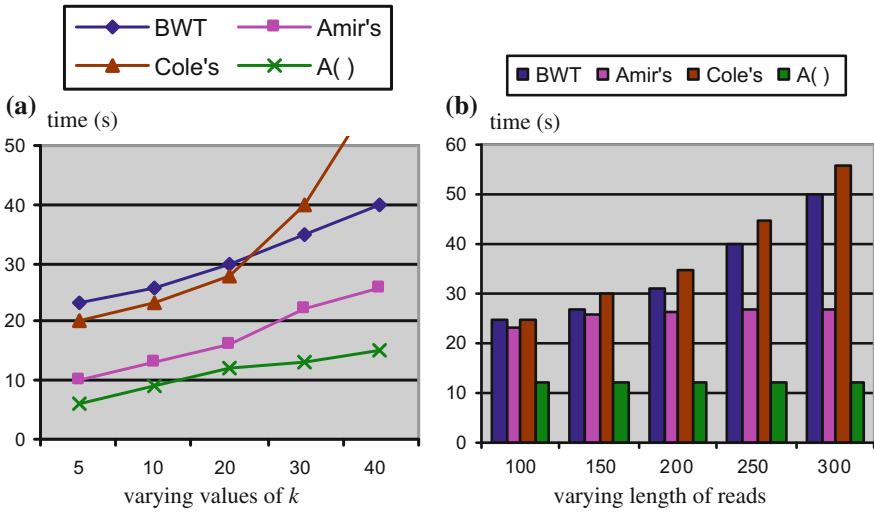 BWT Amir's
Cole's A( )
(a) time (s)
50
40
30
20
10
0
5 10 20 30 40
varying values of k
BWT Amir's Cole's A( )
(b) time (s)
60
50
40
30
20
10
0
100 150 200 250 300
varying length of reads